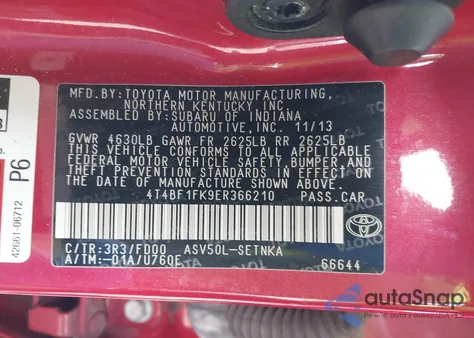 MFD.BY:TOYOTA MOTOR MANUFACTURING,
NORTHERN KENTUCKY,INC
ASSEMBLED BY:SUBARU OF INDIANA
AUTOMOTIVE,INC. 11/13
GVWR 4630LB GAWR FR 2625LB RR 2625LB
THIS VEHICLE CONFORMS TO ALL APPLICABLE
FEDERAL MOTOR VEHICLE SAFETY,BUMPER,AND
THEFT PREVENTION STANDARDS IN EFFECT ON
THE DATE OF MANUFACTURE SHOWN ABOVE.
4T4BF1FK9ER366210 PASS.CAR
C/TR:3R3/FD00 ASV50L-SETNKA
A/TM:-01A/U760E 66644
TOYOTA
P6
42661-06712
autoSnap